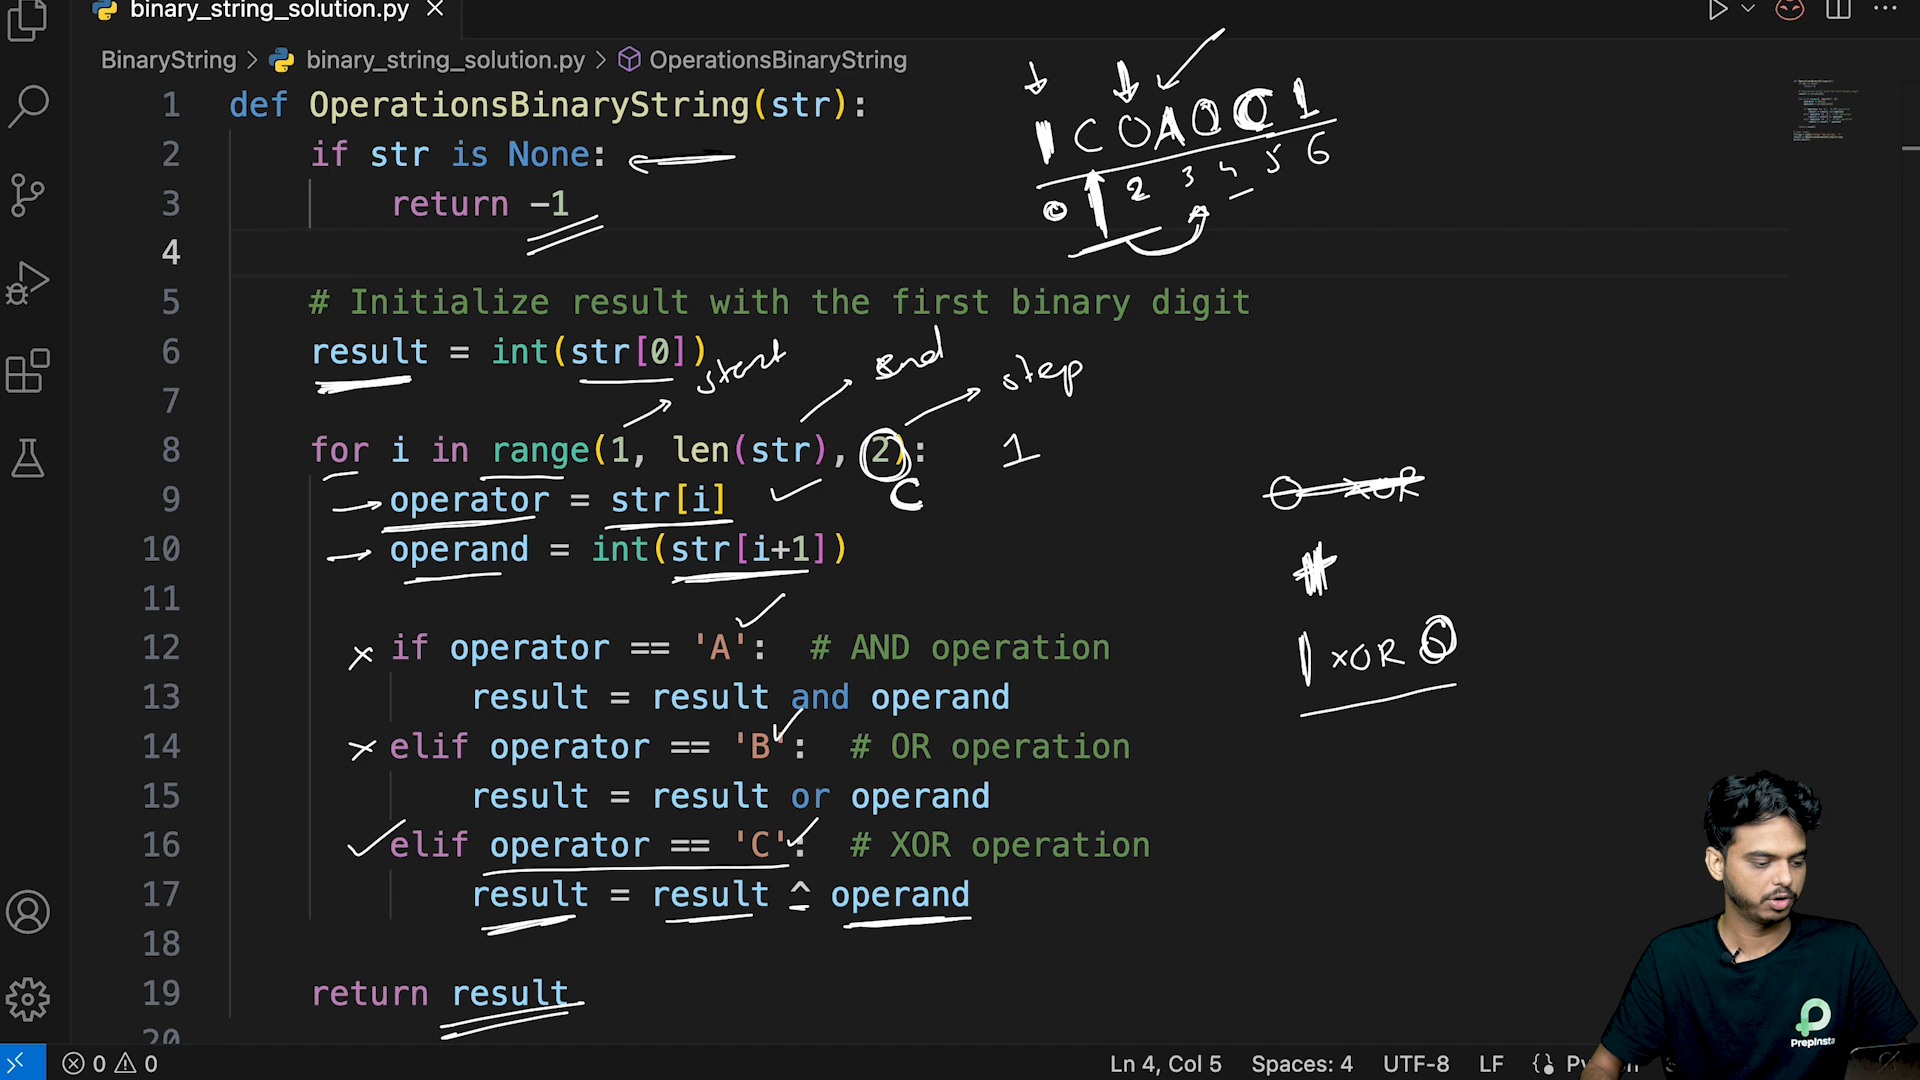 binary_string_solution.py
BinaryString > binary_string_solution.py > OperationsBinaryString
1 def OperationsBinaryString(str):
2 if str is None:
3 return -1
4
5 # Initialize result with the first binary digit
6 result = int(str[0])
7
8 for i in range(1, len(str), 2):
9 operator = str[i]
10 operand = int(str[i+1])
11
12 if operator == 'A': # AND operation
13 result = result and operand
14 elif operator == 'B': # OR operation
15 result = result or operand
16 elif operator == 'C': # XOR operation
17 result = result ^ operand
18
19 return result
20
1 C 0 A 0 C 1
0 1 2 3 4 5 6
start
end
step
1
C
XOR
1 XOR 0
PrepInsta
0 0
Ln 4, Col 5 Spaces: 4 UTF-8 LF